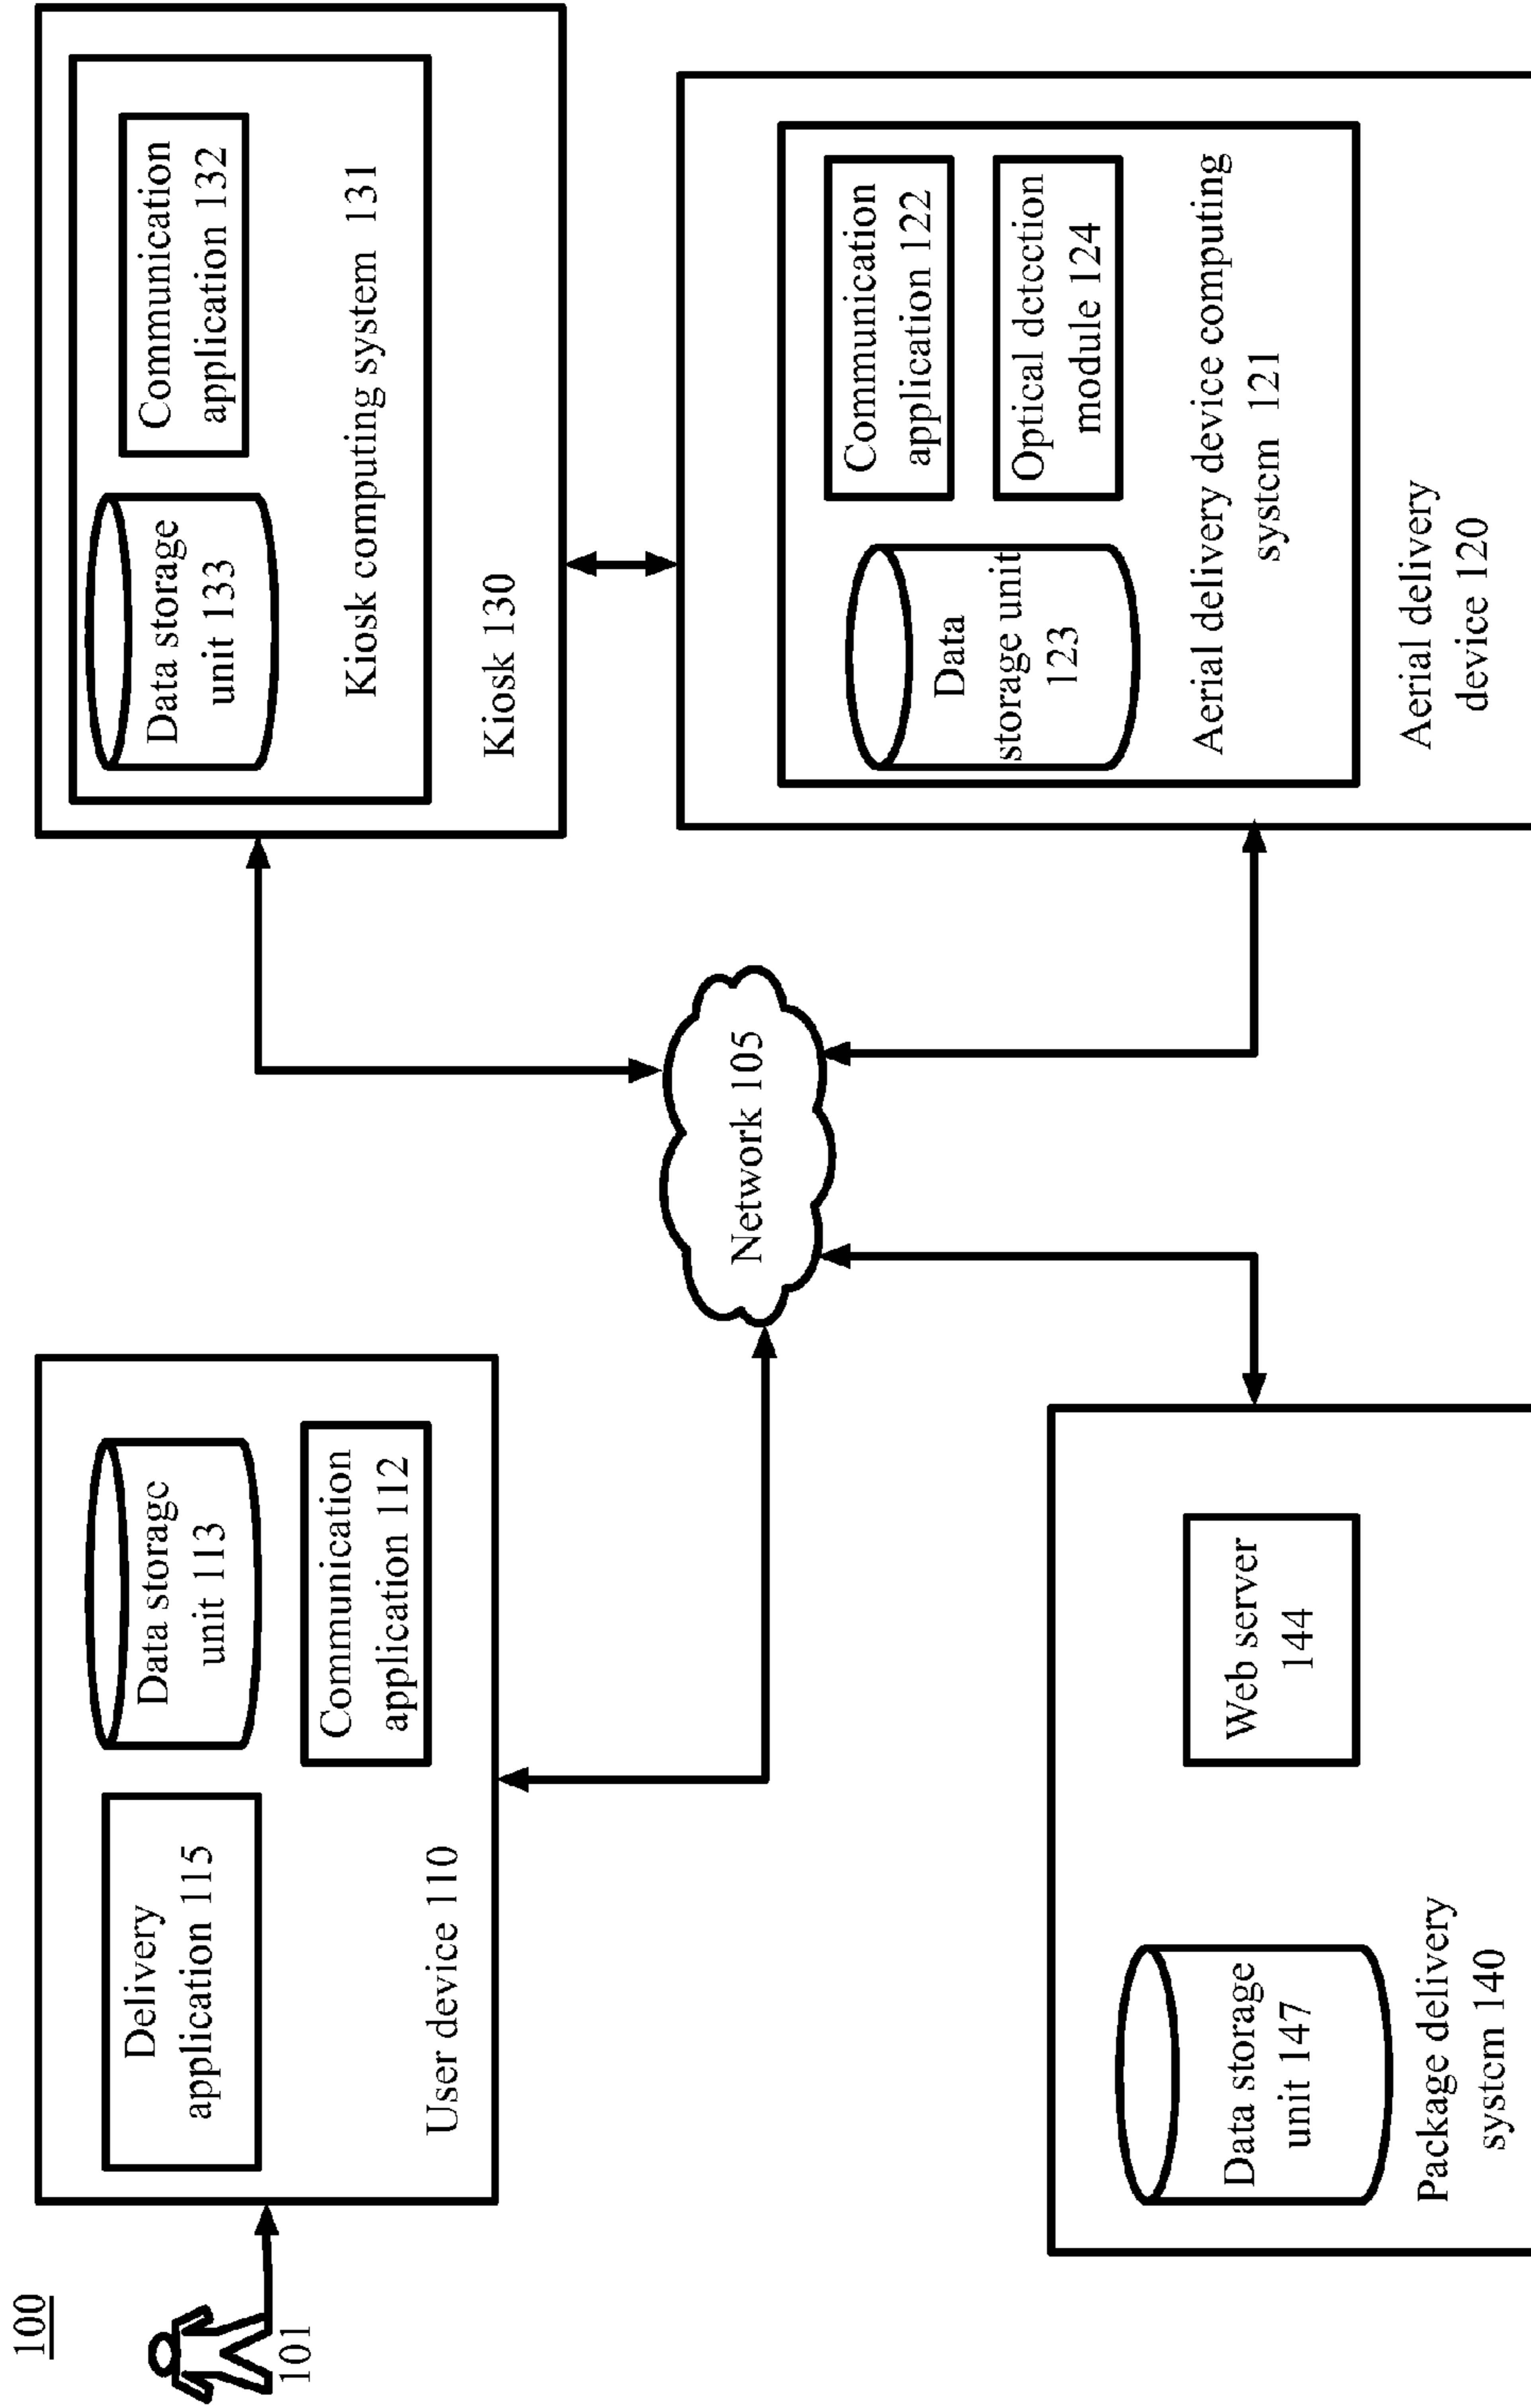 100
101
Delivery
application 115
Data storage
unit 113
Communication
application 112
User device 110
Data storage
unit 133
Communication
application 132
Kiosk computing system 131
Kiosk 130
Network 105
Data storage
unit 147
Web server
144
Package delivery
system 140
Data
storage unit
123
Communication
application 122
Optical detection
module 124
Aerial delivery device computing
system 121
Aerial delivery
device 120